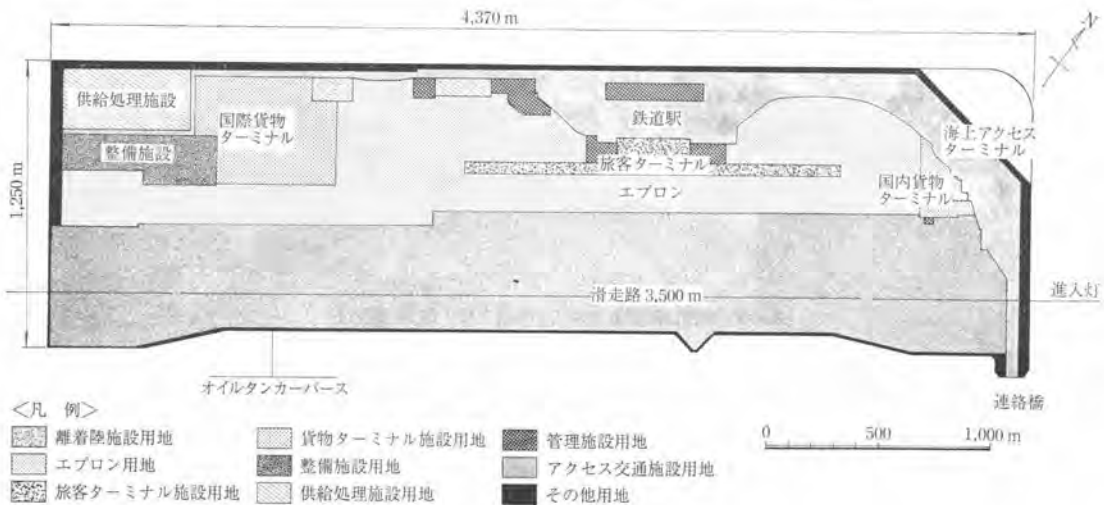 4,370 m
N
1,250 m
供給処理施設
国際貨物
ターミナル
整備施設
鉄道駅
旅客ターミナル
エプロン
海上アクセス
ターミナル
国内貨物
ターミナル
滑走路 3,500 m
進入灯
オイルタンカーバース
連絡橋
<凡 例>
離着陸施設用地
エプロン用地
旅客ターミナル施設用地
貨物ターミナル施設用地
整備施設用地
供給処理施設用地
管理施設用地
アクセス交通施設用地
その他用地
0 500 1,000 m